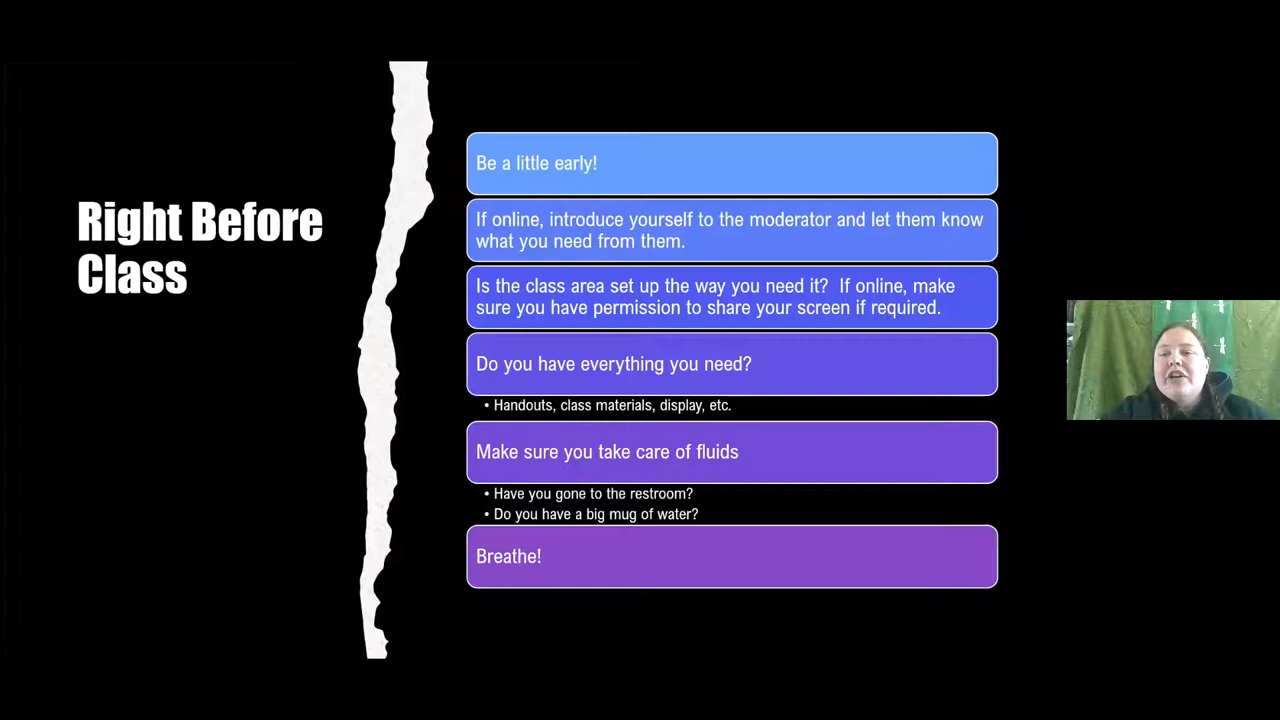 Right Before
Class
Be a little early!
If online, introduce yourself to the moderator and let them know
what you need from them.
Is the class area set up the way you need it?  If online, make
sure you have permission to share your screen if required.
Do you have everything you need?
• Handouts, class materials, display, etc.
Make sure you take care of fluids
• Have you gone to the restroom?
• Do you have a big mug of water?
Breathe!